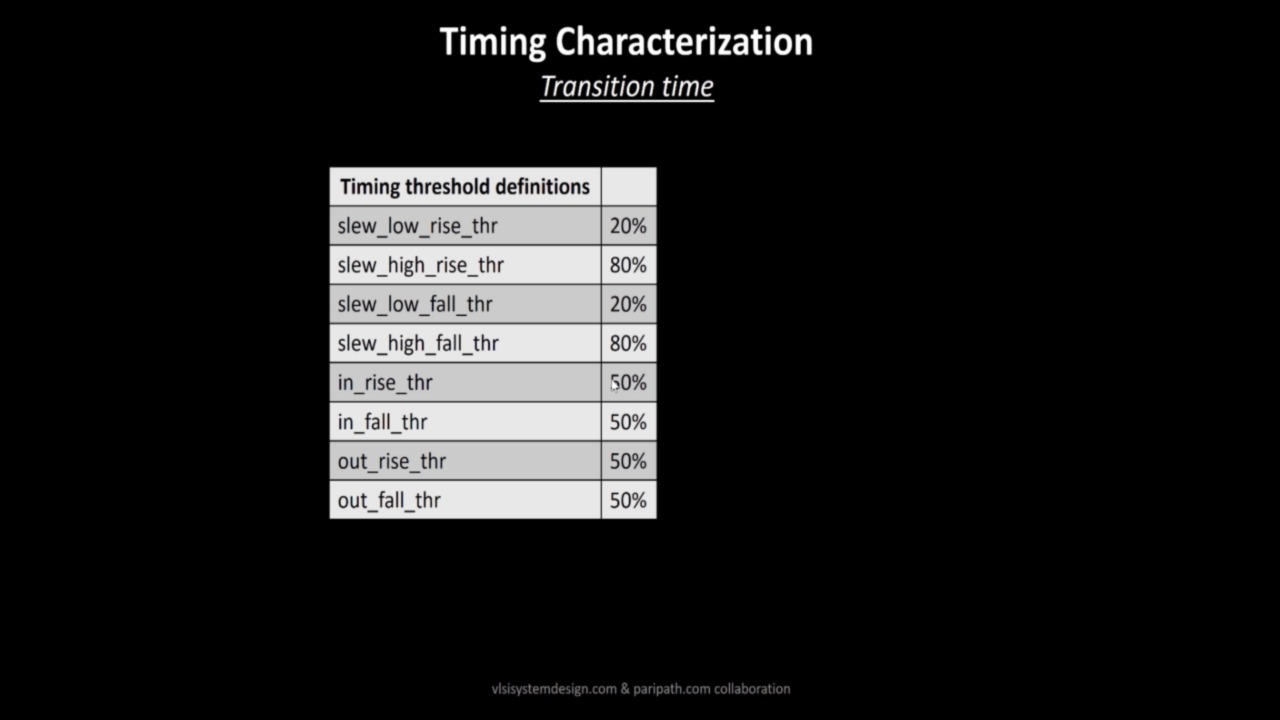 Timing Characterization
Transition time
Timing threshold definitions
slew_low_rise_thr 20%
slew_high_rise_thr 80%
slew_low_fall_thr 20%
slew_high_fall_thr 80%
in_rise_thr 50%
in_fall_thr 50%
out_rise_thr 50%
out_fall_thr 50%
vlsisystemdesign.com & paripath.com collaboration